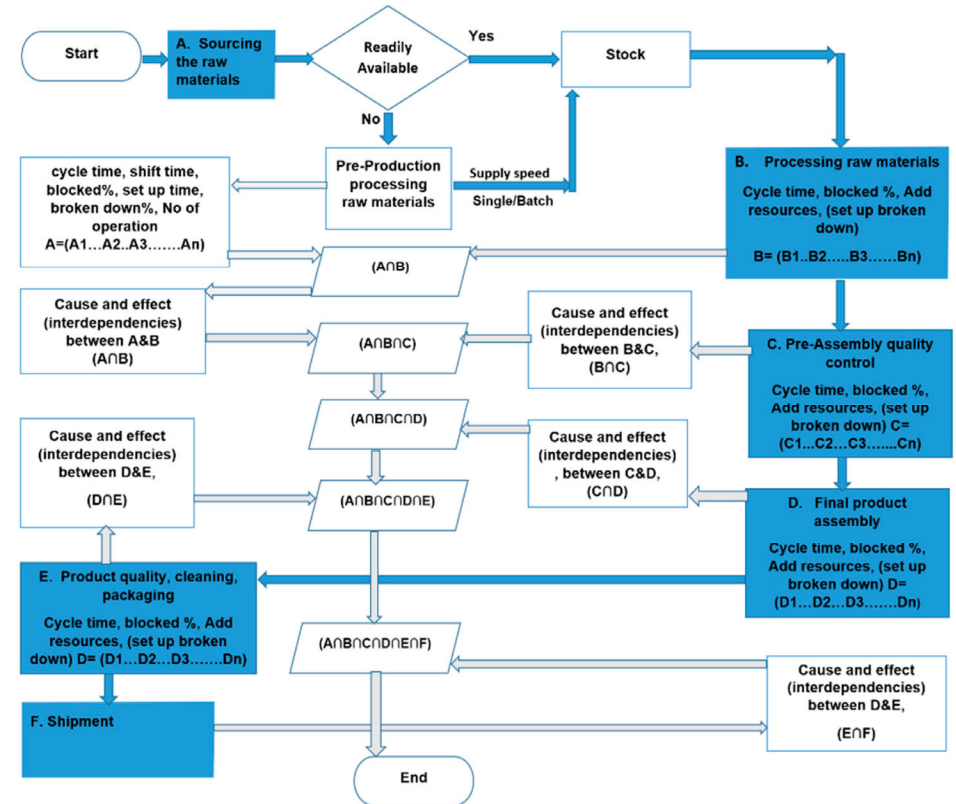 Start
A. Sourcing
the raw
materials
Readily
Available
Yes
No
Stock
Pre-Production
processing
raw materials
Supply speed
Single/Batch
cycle time, shift time,
blocked%, set up time,
broken down%, No of
operation
A=(A1...A2..A3.......An)
B. Processing raw materials
Cycle time, blocked %, Add
resources, (set up broken
down)
B= (B1..B2.....B3......Bn)
(A∩B)
Cause and effect
(interdependencies)
between A&B
(A∩B)
(A∩B∩C)
Cause and effect
(interdependencies)
between B&C,
(B∩C)
C. Pre-Assembly quality
control
Cycle time, blocked %,
Add resources, (set up
broken down) C=
(C1...C2...C3.......Cn)
(A∩B∩C∩D)
Cause and effect
(interdependencies)
between D&E,
(D∩E)
Cause and effect
(interdependencies)
, between C&D,
(C∩D)
(A∩B∩C∩D∩E)
D. Final product
assembly
Cycle time, blocked %,
Add resources, (set up
broken down) D=
(D1...D2...D3.......Dn)
E. Product quality, cleaning,
packaging
Cycle time, blocked %, Add
resources, (set up broken
down) D= (D1...D2...D3.......Dn)
(A∩B∩C∩D∩E∩F)
Cause and effect
(interdependencies)
between D&E,
(E∩F)
F. Shipment
End